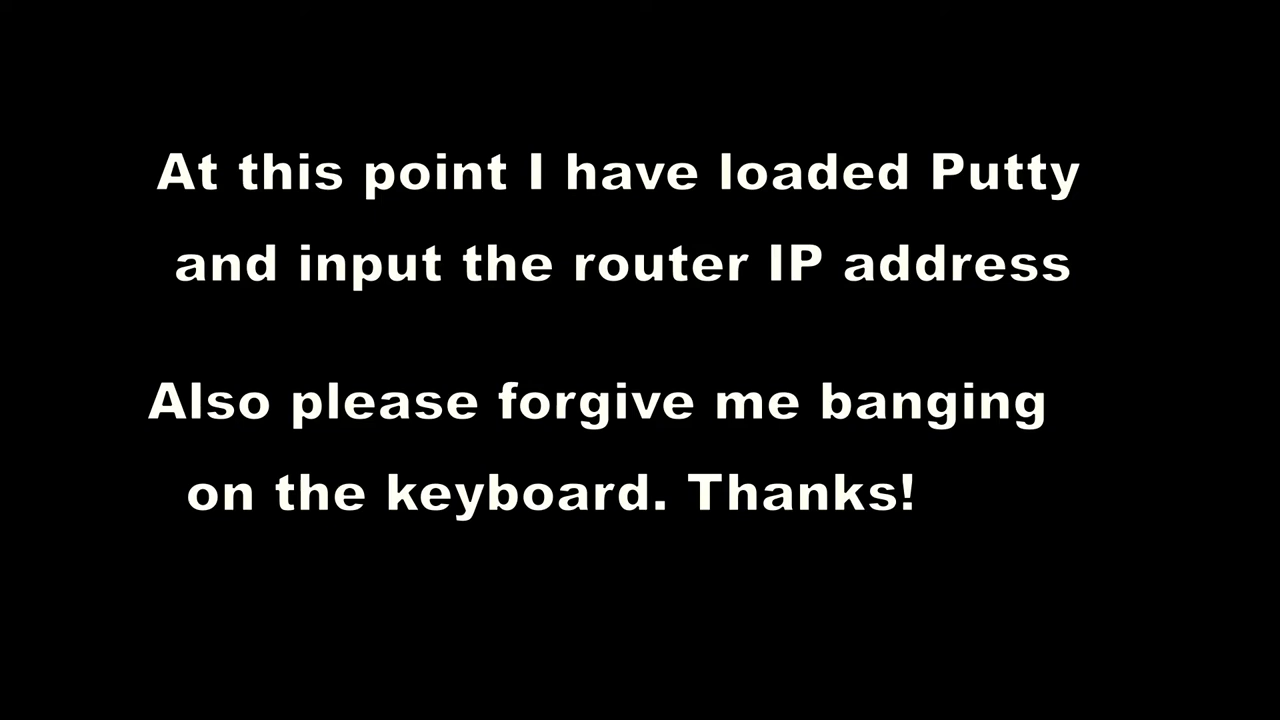 At this point I have loaded Putty
and input the router IP address
Also please forgive me banging
on the keyboard. Thanks!